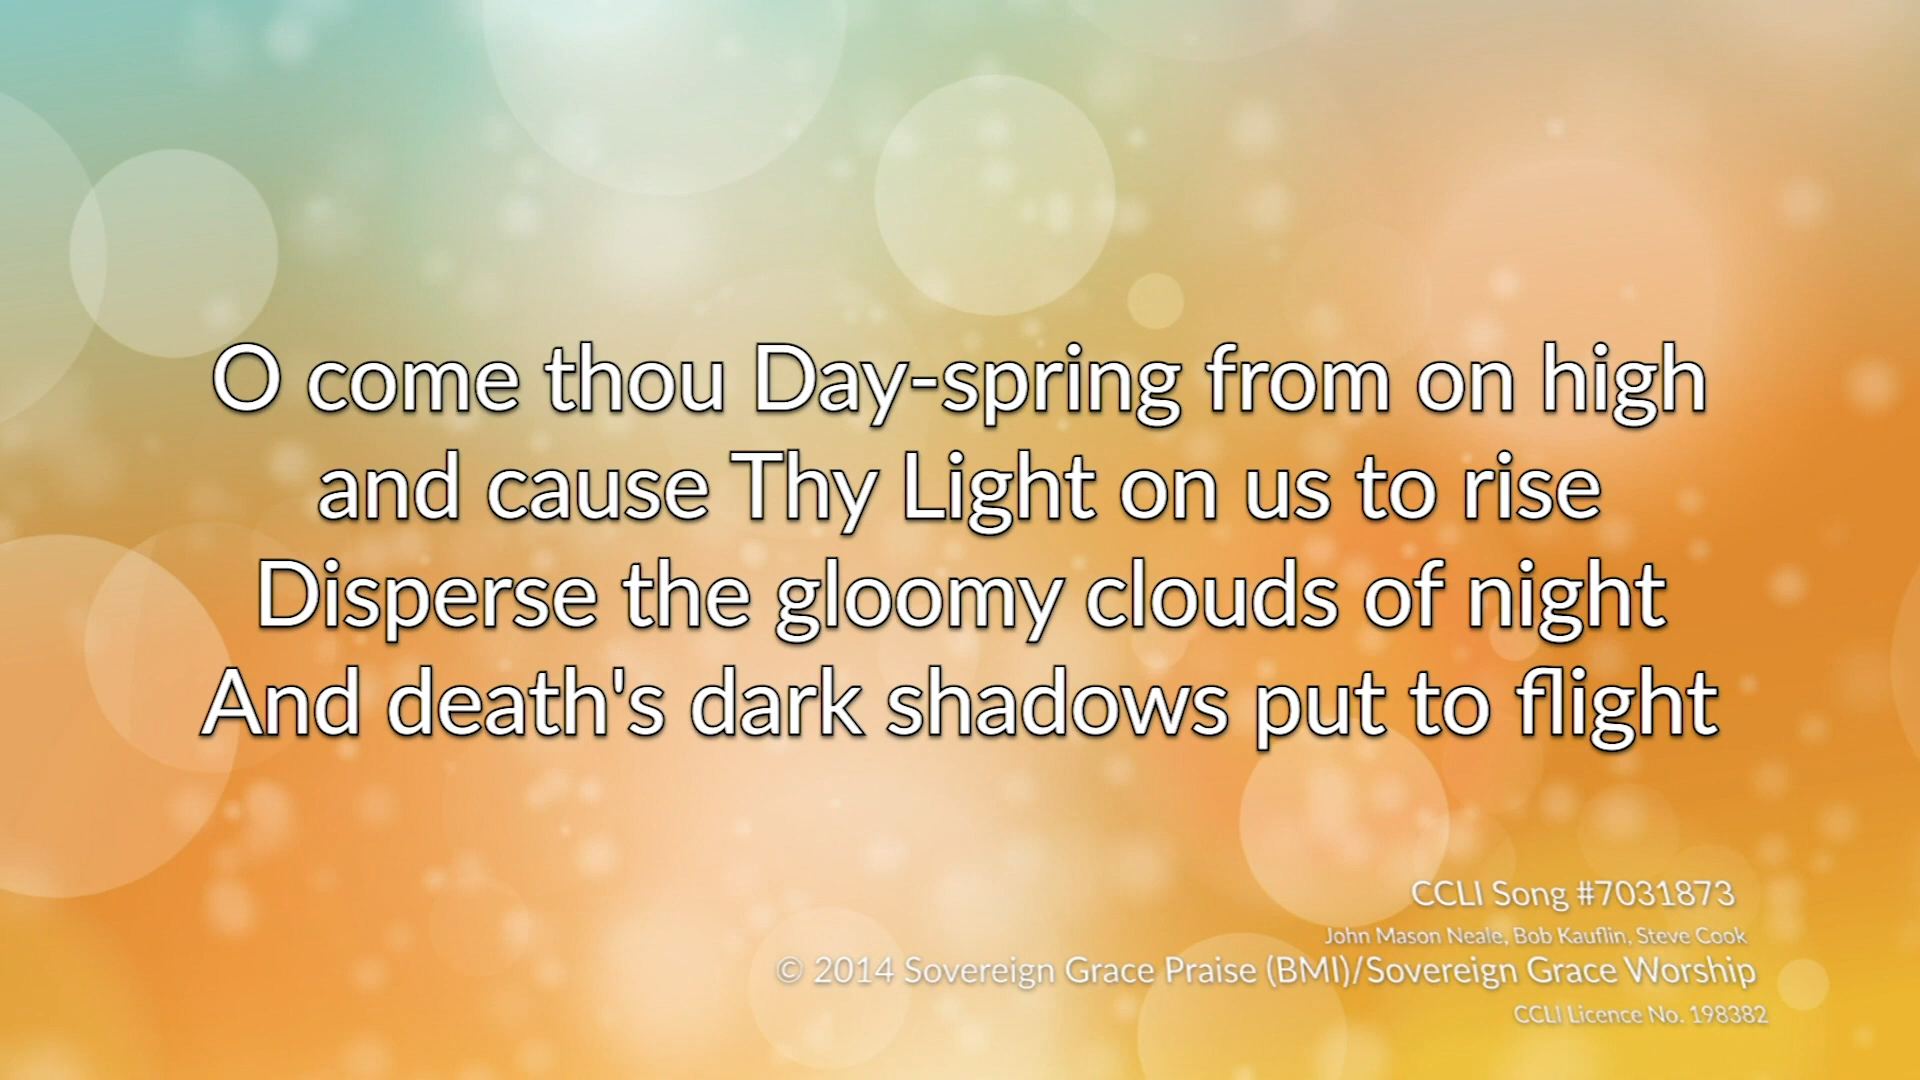 O come thou Day-spring from on high
and cause Thy Light on us to rise
Disperse the gloomy clouds of night
And death's dark shadows put to flight
CCLI Song #7031873
John Mason Neale, Bob Kauflin, Steve Cook
© 2014 Sovereign Grace Praise (BMI)/Sovereign Grace Worship
CCLI Licence No. 198382